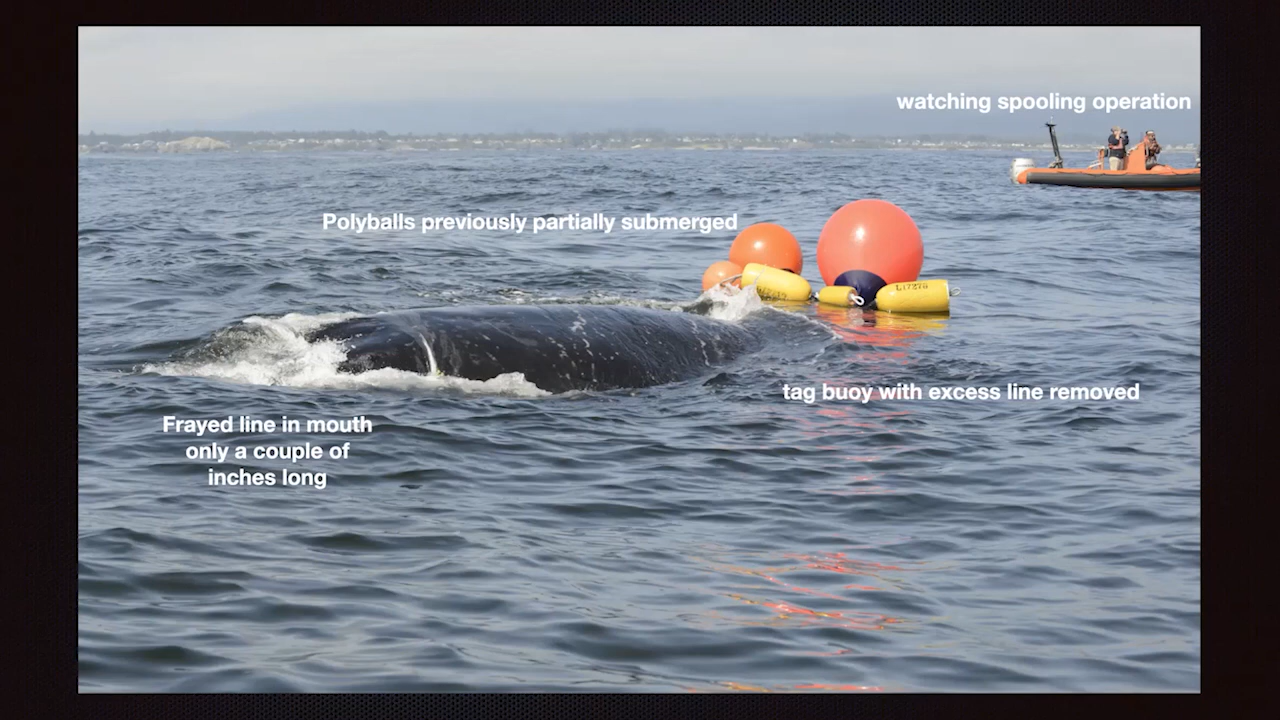 watching spooling operation
Polyballs previously partially submerged
L17276
tag buoy with excess line removed
Frayed line in mouth
only a couple of
inches long